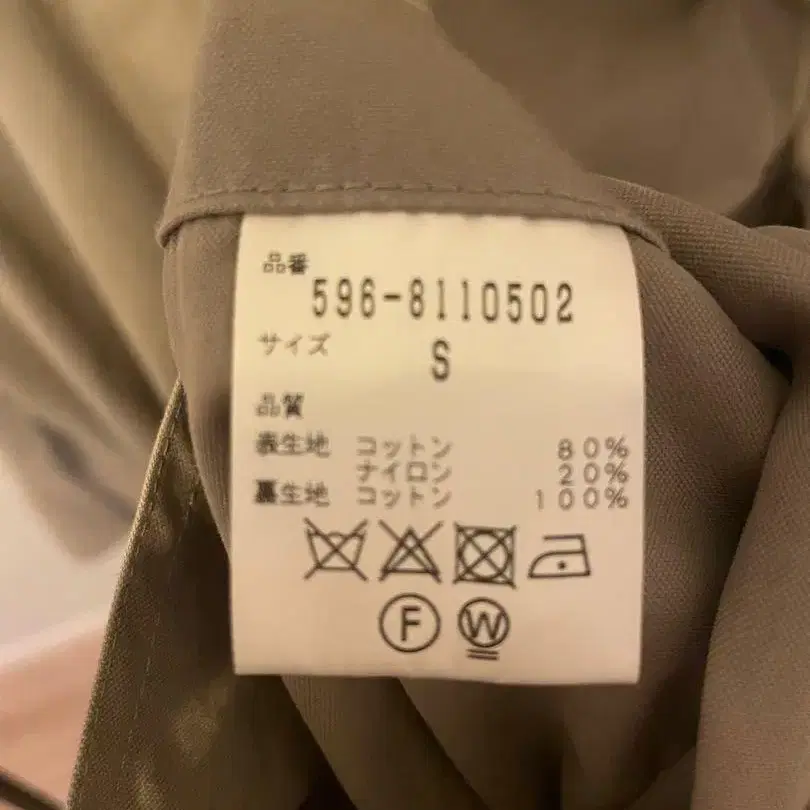 品番
596-8110502
サイズ
S
品質
表生地 コットン 80%
ナイロン 20%
裏生地 コットン 100%
F W